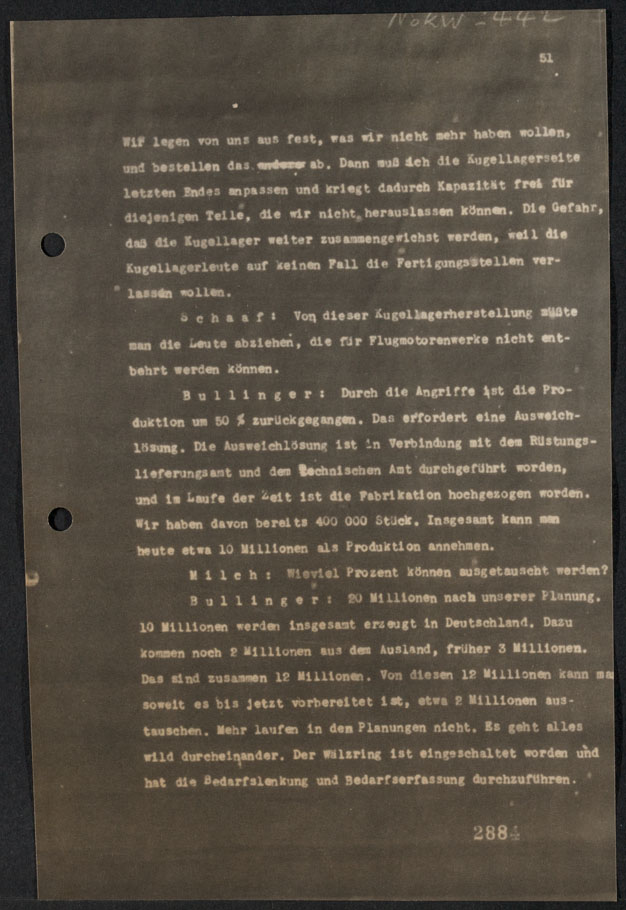 NOKW-442
51
Wir legen von uns aus fest, was wir nicht mehr haben wollen,
und bestellen das andere ab. Dann muß sich die Kugellagerseite
letzten Endes anpassen und kriegt dadurch Kapazität frei für
diejenigen Teile, die wir nicht herauslassen können. Die Gefahr,
daß die Kugellager weiter zusammengewichst werden, weil die
Kugellagerleute auf keinen Fall die Fertigungsstellen ver-
lassen wollen.
S c h a a f : Von dieser Kugellagerherstellung müßte
man die Leute abziehen, die für Flugmotorenwerke nicht ent-
behrt werden können.
B u l l i n g e r : Durch die Angriffe ist die Pro-
duktion um 50 % zurückgegangen. Das erfordert eine Ausweich-
lösung. Die Ausweichlösung ist in Verbindung mit dem Rüstungs-
lieferungsamt und dem Technischen Amt durchgeführt worden,
und im Laufe der Zeit ist die Fabrikation hochgezogen worden.
Wir haben davon bereits 400 000 Stück. Insgesamt kann man
heute etwa 10 Millionen als Produktion annehmen.
M i l c h : Wieviel Prozent können ausgetauscht werden?
B u l l i n g e r : 20 Millionen nach unserer Planung.
10 Millionen werden insgesamt erzeugt in Deutschland. Dazu
kommen noch 2 Millionen aus dem Ausland, früher 3 Millionen.
Das sind zusammen 12 Millionen. Von diesen 12 Millionen kann ma
soweit es bis jetzt vorbereitet ist, etwa 2 Millionen aus-
tauschen. Mehr laufen in den Planungen nicht. Es geht alles
wild durcheinander. Der Wälzring ist eingeschaltet worden und
hat die Bedarfslenkung und Bedarfserfassung durchzuführen.
2884